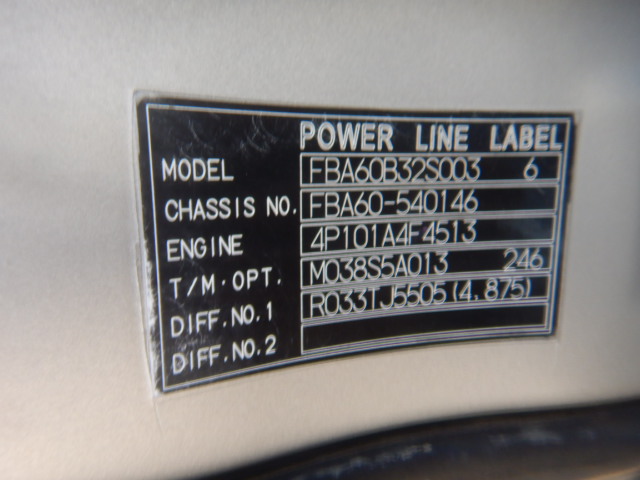 POWER LINE LABEL
MODEL FBA60B32S003 6
CHASSIS NO. FBA60-540146
ENGINE 4P101A4F4513
T/M·OPT. M038S5A013 246
DIFF.NO.1 R033TJ5505(4.875)
DIFF.NO.2